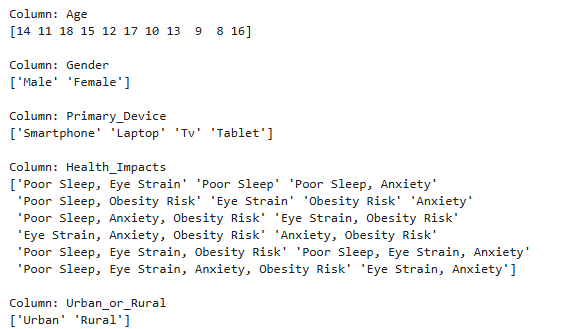 Column: Age
[14 11 18 15 12 17 10 13  9  8 16]
Column: Gender
['Male' 'Female']
Column: Primary_Device
['Smartphone' 'Laptop' 'Tv' 'Tablet']
Column: Health_Impacts
['Poor Sleep, Eye Strain' 'Poor Sleep' 'Poor Sleep, Anxiety'
 'Poor Sleep, Obesity Risk' 'Eye Strain' 'Obesity Risk' 'Anxiety'
 'Poor Sleep, Anxiety, Obesity Risk' 'Eye Strain, Obesity Risk'
 'Eye Strain, Anxiety, Obesity Risk' 'Anxiety, Obesity Risk'
 'Poor Sleep, Eye Strain, Obesity Risk' 'Poor Sleep, Eye Strain, Anxiety'
 'Poor Sleep, Eye Strain, Anxiety, Obesity Risk' 'Eye Strain, Anxiety']
Column: Urban_or_Rural
['Urban' 'Rural']